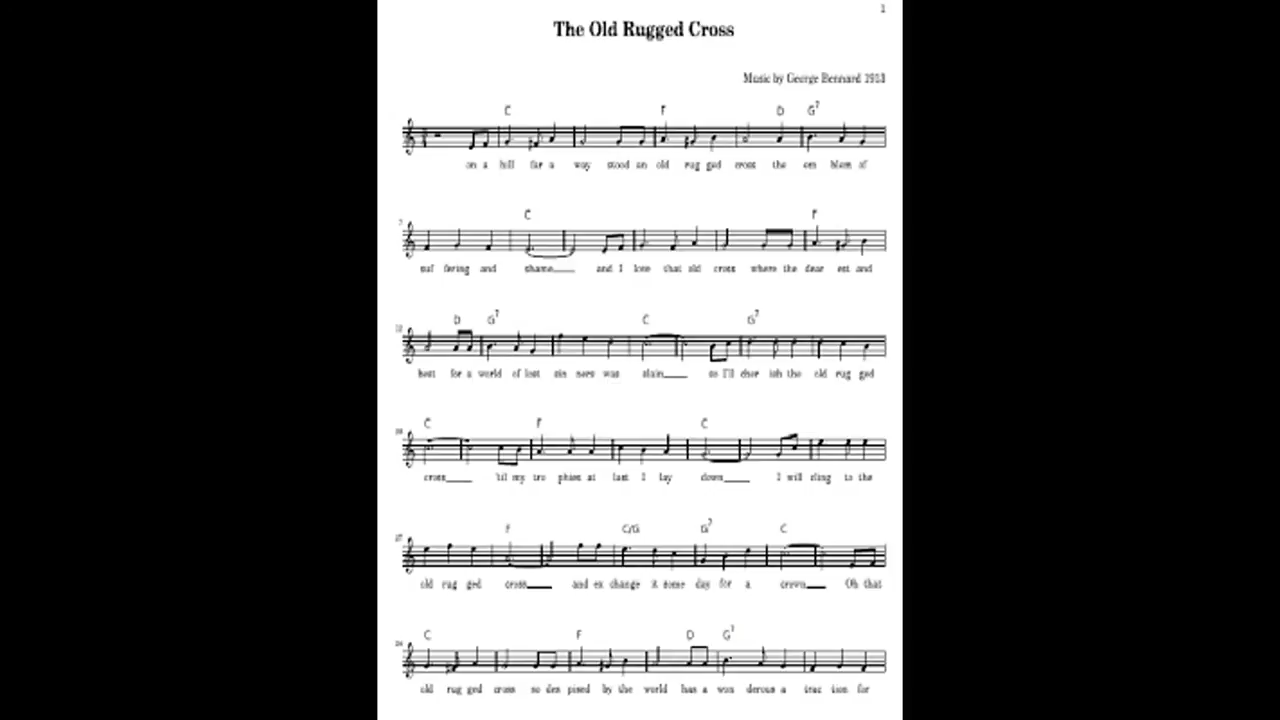 1
The Old Rugged Cross
Music by George Bennard 1913
C F D G7
on a hill far a way stood an old rug ged cross the em blem of
7
C F
suf fering and shame and I love that old cross where the dear est and
12
D G7 C G7
best for a world of lost sin ners was slain so I'll cher ish the old rug ged
C F C
cross 'til my tro phies at last I lay down I will cling to the
27
F C/G G7 C
old rug ged cross and ex change it some day for a crown Oh that
C F D G7
old rug ged cross so des pised by the world has a won derous a trac tion for